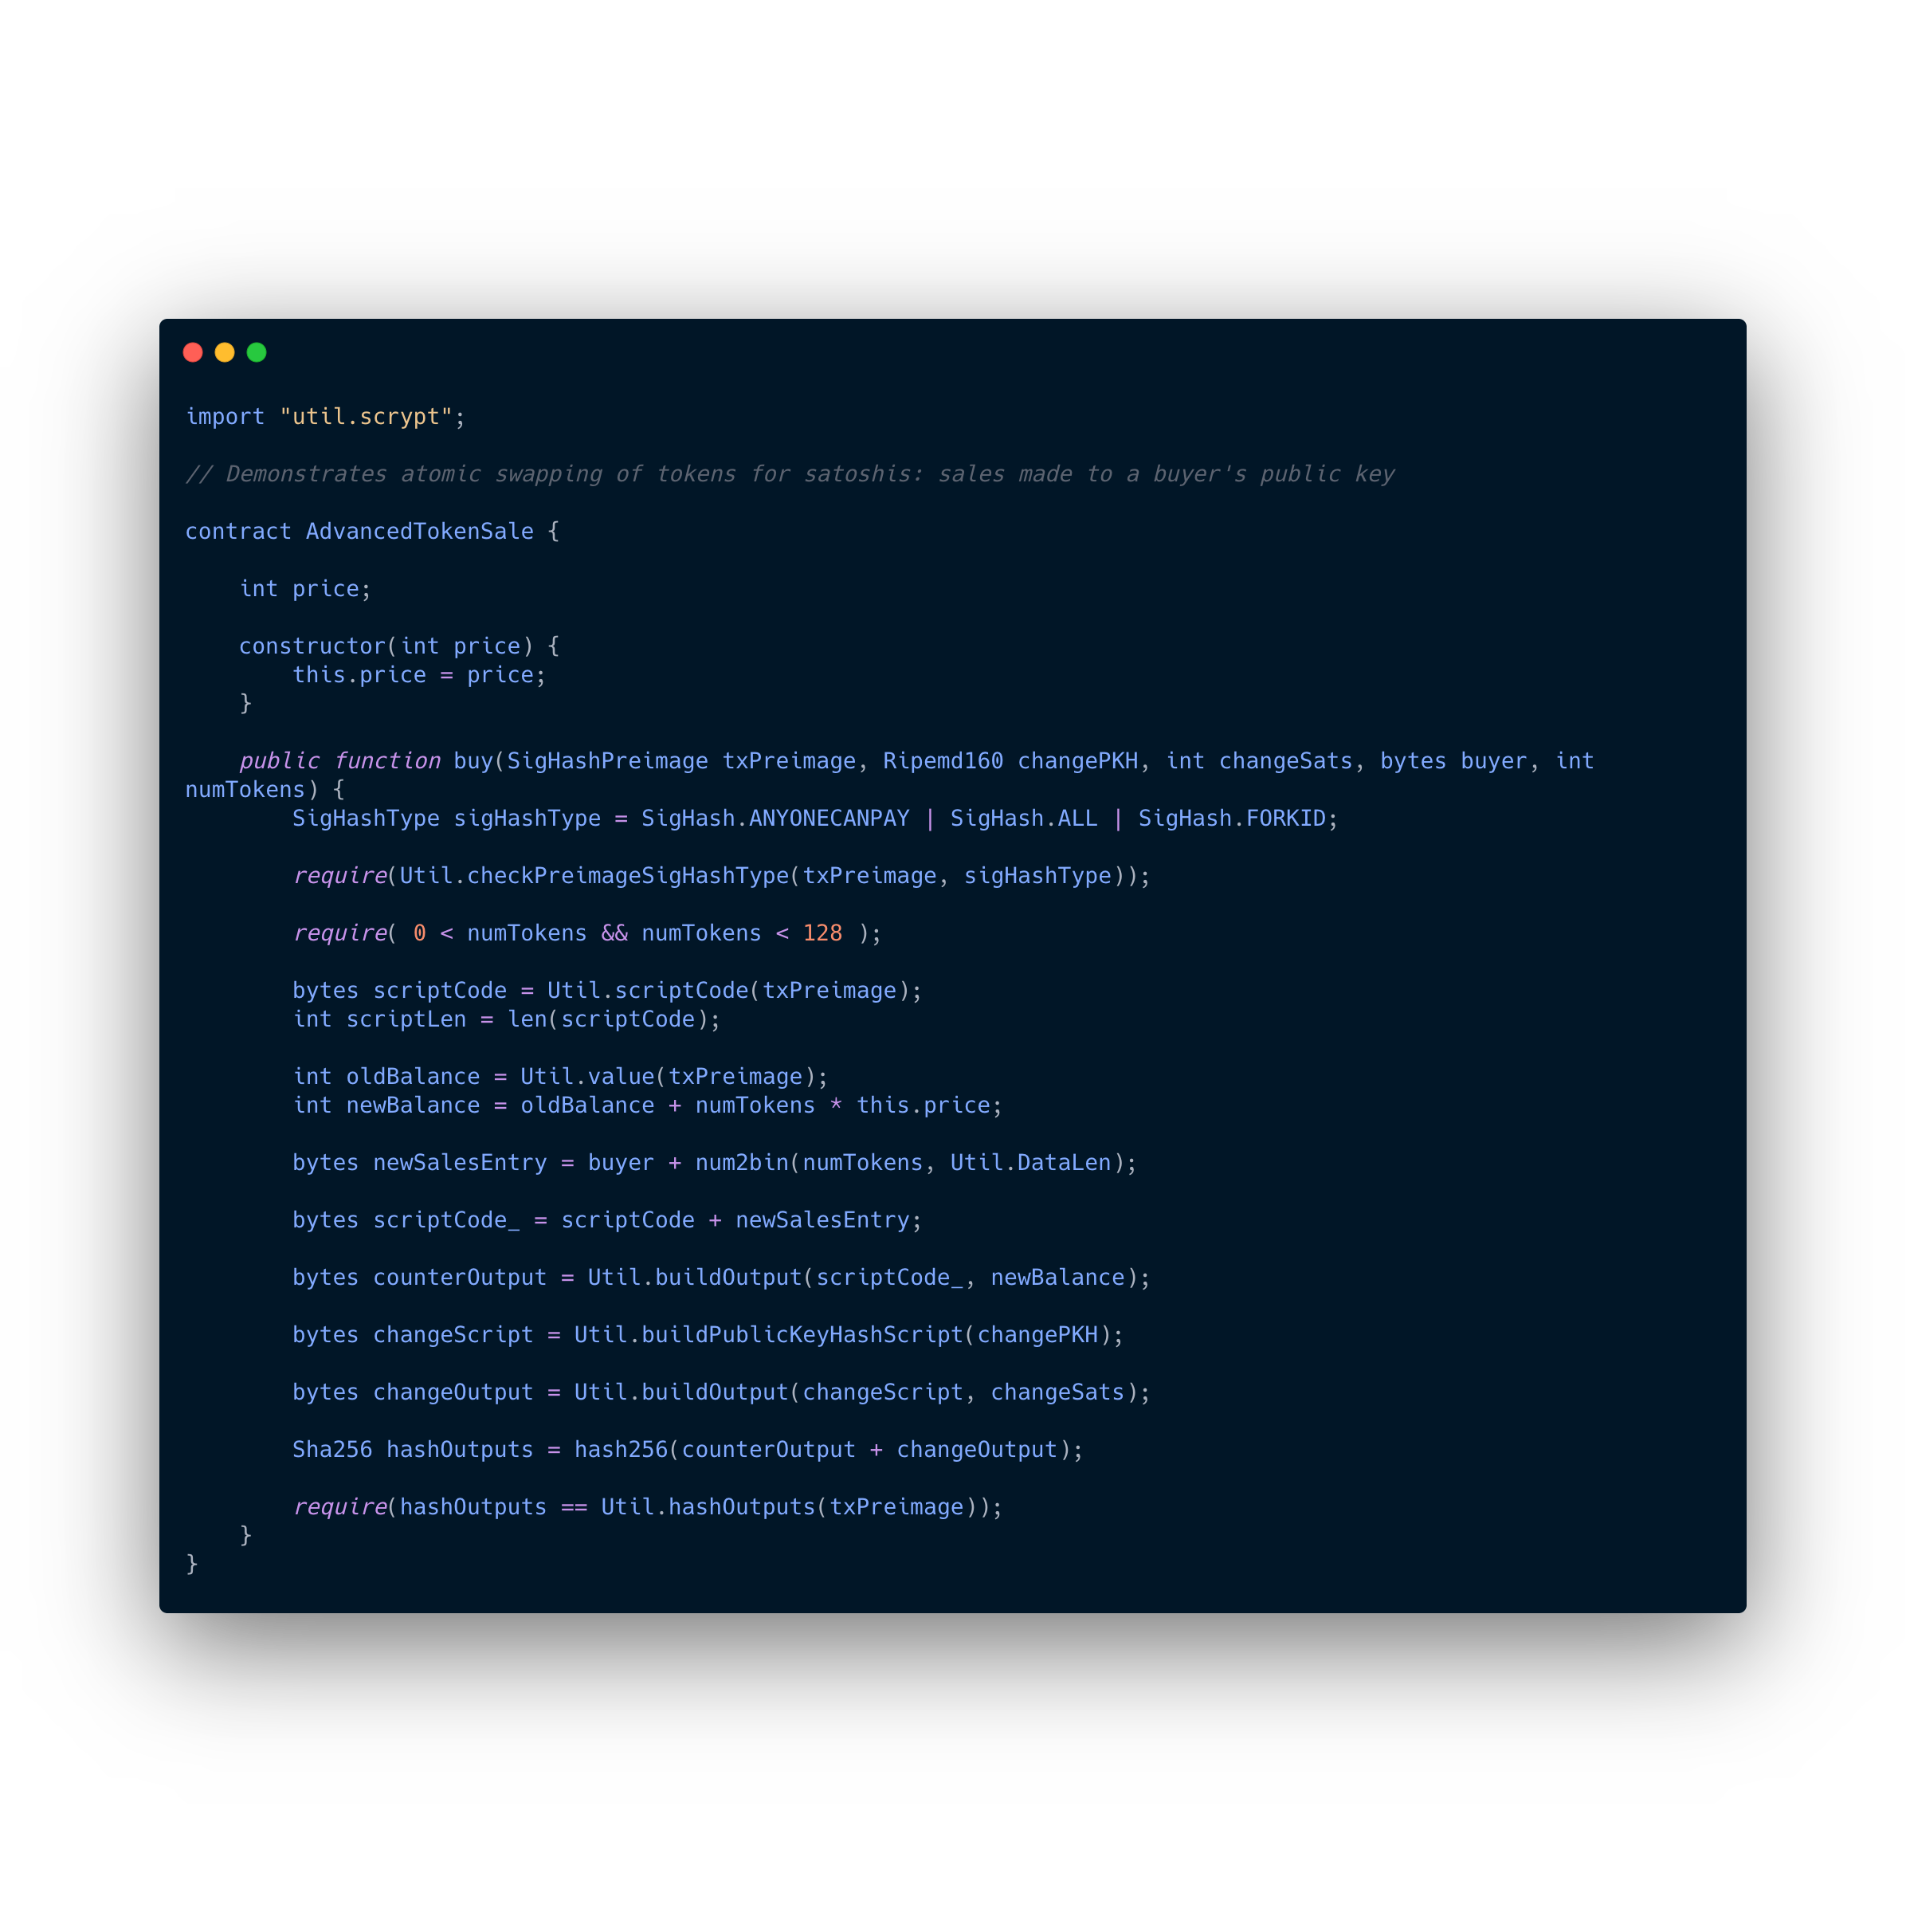 import "util.scrypt";
// Demonstrates atomic swapping of tokens for satoshis: sales made to a buyer's public key
contract AdvancedTokenSale {
    int price;
    constructor(int price) {
        this.price = price;
    }
    public function buy(SigHashPreimage txPreimage, Ripemd160 changePKH, int changeSats, bytes buyer, int
numTokens) {
        SigHashType sigHashType = SigHash.ANYONECANPAY | SigHash.ALL | SigHash.FORKID;
        require(Util.checkPreimageSigHashType(txPreimage, sigHashType));
        require( 0 < numTokens && numTokens < 128 );
        bytes scriptCode = Util.scriptCode(txPreimage);
        int scriptLen = len(scriptCode);
        int oldBalance = Util.value(txPreimage);
        int newBalance = oldBalance + numTokens * this.price;
        bytes newSalesEntry = buyer + num2bin(numTokens, Util.DataLen);
        bytes scriptCode_ = scriptCode + newSalesEntry;
        bytes counterOutput = Util.buildOutput(scriptCode_, newBalance);
        bytes changeScript = Util.buildPublicKeyHashScript(changePKH);
        bytes changeOutput = Util.buildOutput(changeScript, changeSats);
        Sha256 hashOutputs = hash256(counterOutput + changeOutput);
        require(hashOutputs == Util.hashOutputs(txPreimage));
    }
}